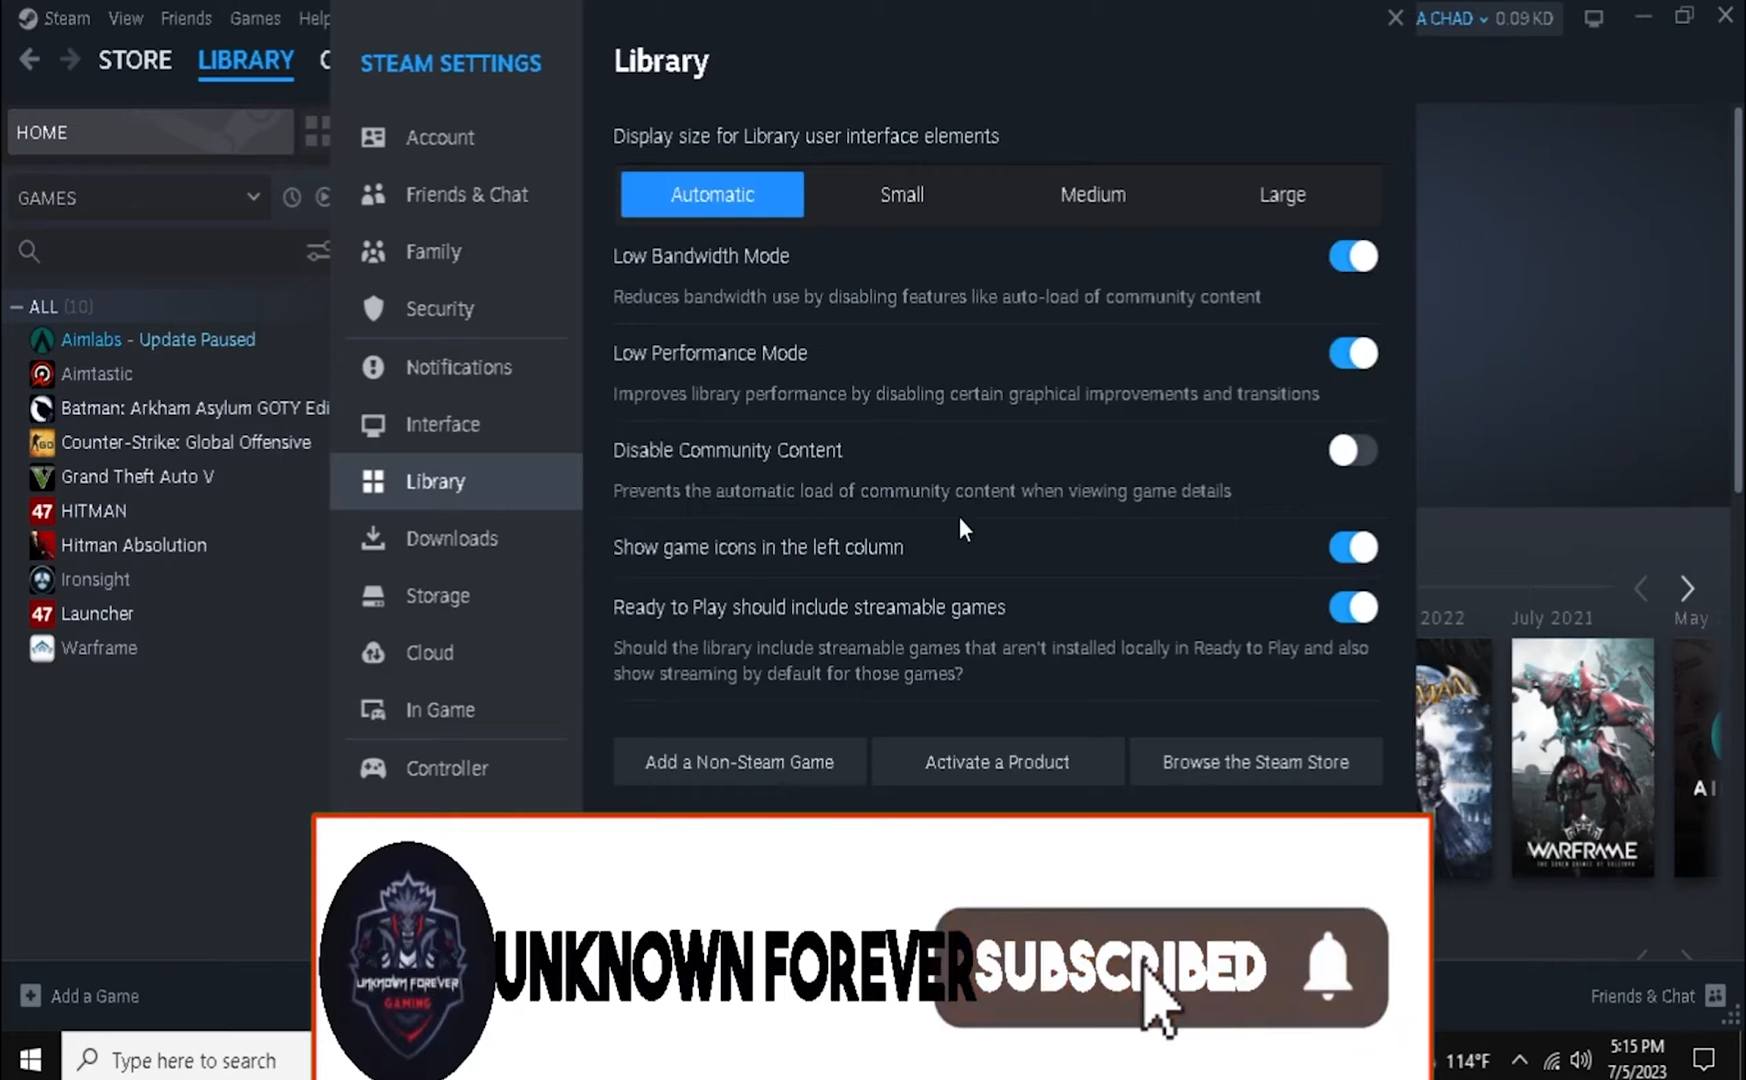 Steam View Friends Games Help
A CHAD 0.09 KD
STORE LIBRARY C
HOME
GAMES
ALL (10)
Aimlabs - Update Paused
Aimtastic
Batman: Arkham Asylum GOTY Edi
Counter-Strike: Global Offensive
Grand Theft Auto V
HITMAN
Hitman Absolution
Ironsight
Launcher
Warframe
Add a Game
STEAM SETTINGS
Account
Friends & Chat
Family
Security
Notifications
Interface
Library
Downloads
Storage
Cloud
In Game
Controller
Library
Display size for Library user interface elements
Automatic Small Medium Large
Low Bandwidth Mode
Reduces bandwidth use by disabling features like auto-load of community content
Low Performance Mode
Improves library performance by disabling certain graphical improvements and transitions
Disable Community Content
Prevents the automatic load of community content when viewing game details
Show game icons in the left column
Ready to Play should include streamable games
Should the library include streamable games that aren't installed locally in Ready to Play and also
show streaming by default for those games?
Add a Non-Steam Game Activate a Product Browse the Steam Store
2022 July 2021 May
WARFRAME
AI
UNKNOWN FOREVER
GAMING
UNKNOWN FOREVER SUBSCRIBED
Friends & Chat
Type here to search
114°F
5:15 PM
7/5/2023